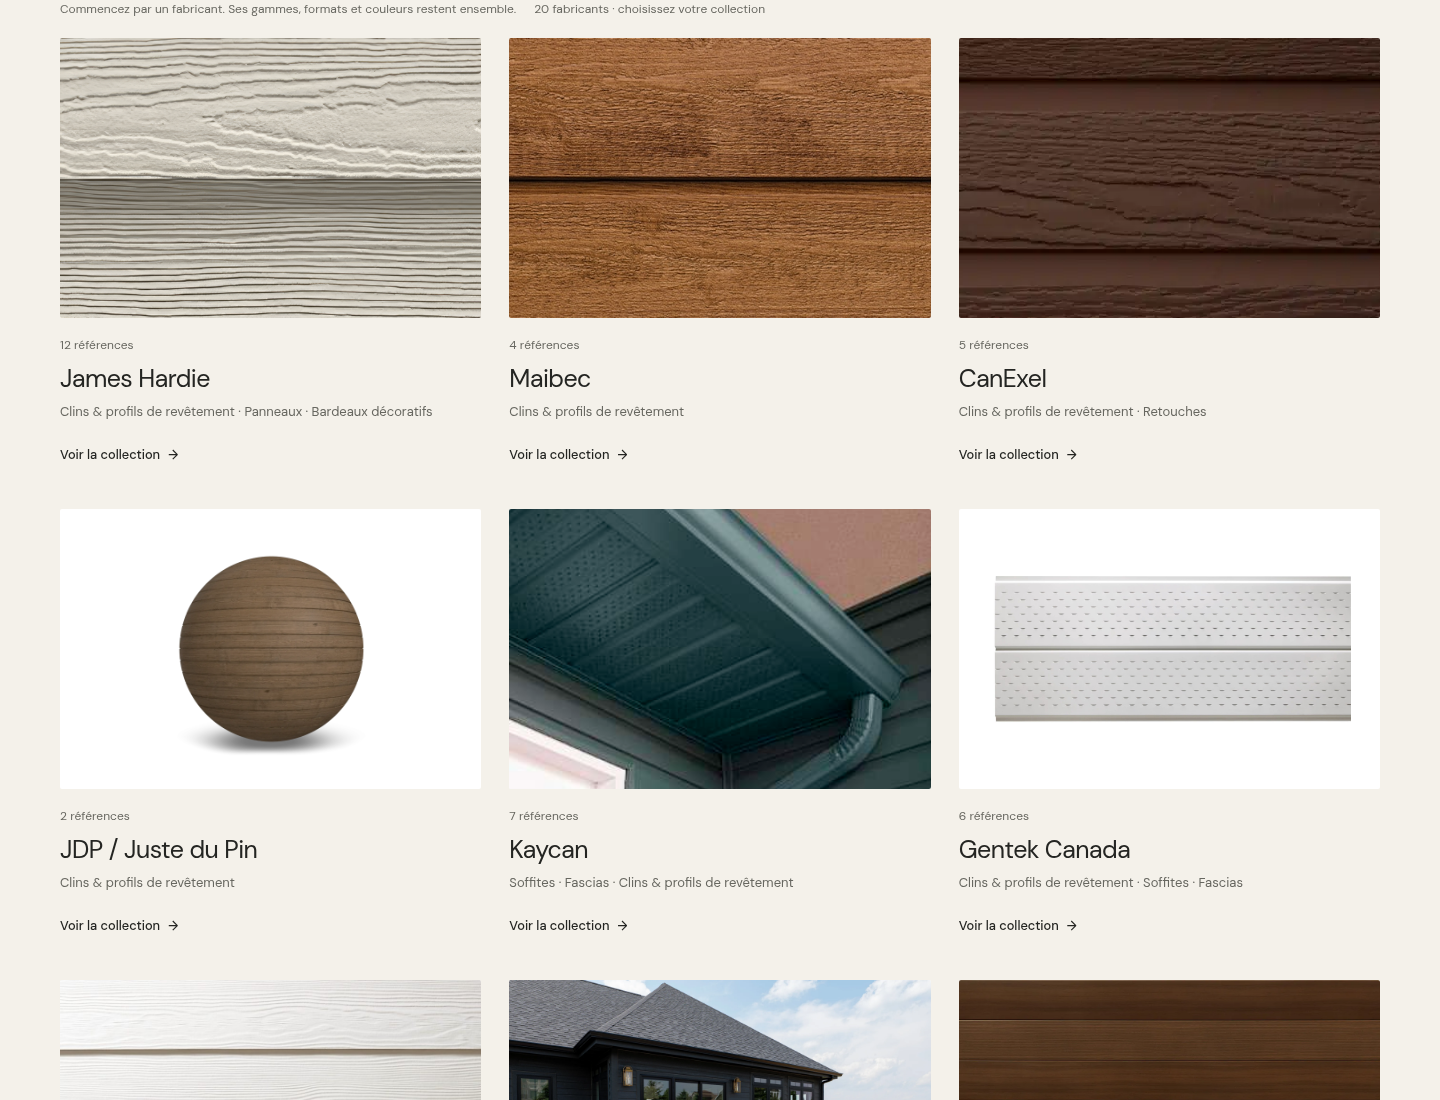 Commencez par un fabricant. Ses gammes, formats et couleurs restent ensemble. 20 fabricants · choisissez votre collection
12 références
James Hardie
Clins & profils de revêtement · Panneaux · Bardeaux décoratifs
Voir la collection →
4 références
Maibec
Clins & profils de revêtement
Voir la collection →
5 références
CanExel
Clins & profils de revêtement · Retouches
Voir la collection →
2 références
JDP / Juste du Pin
Clins & profils de revêtement
Voir la collection →
7 références
Kaycan
Soffites · Fascias · Clins & profils de revêtement
Voir la collection →
6 références
Gentek Canada
Clins & profils de revêtement · Soffites · Fascias
Voir la collection →